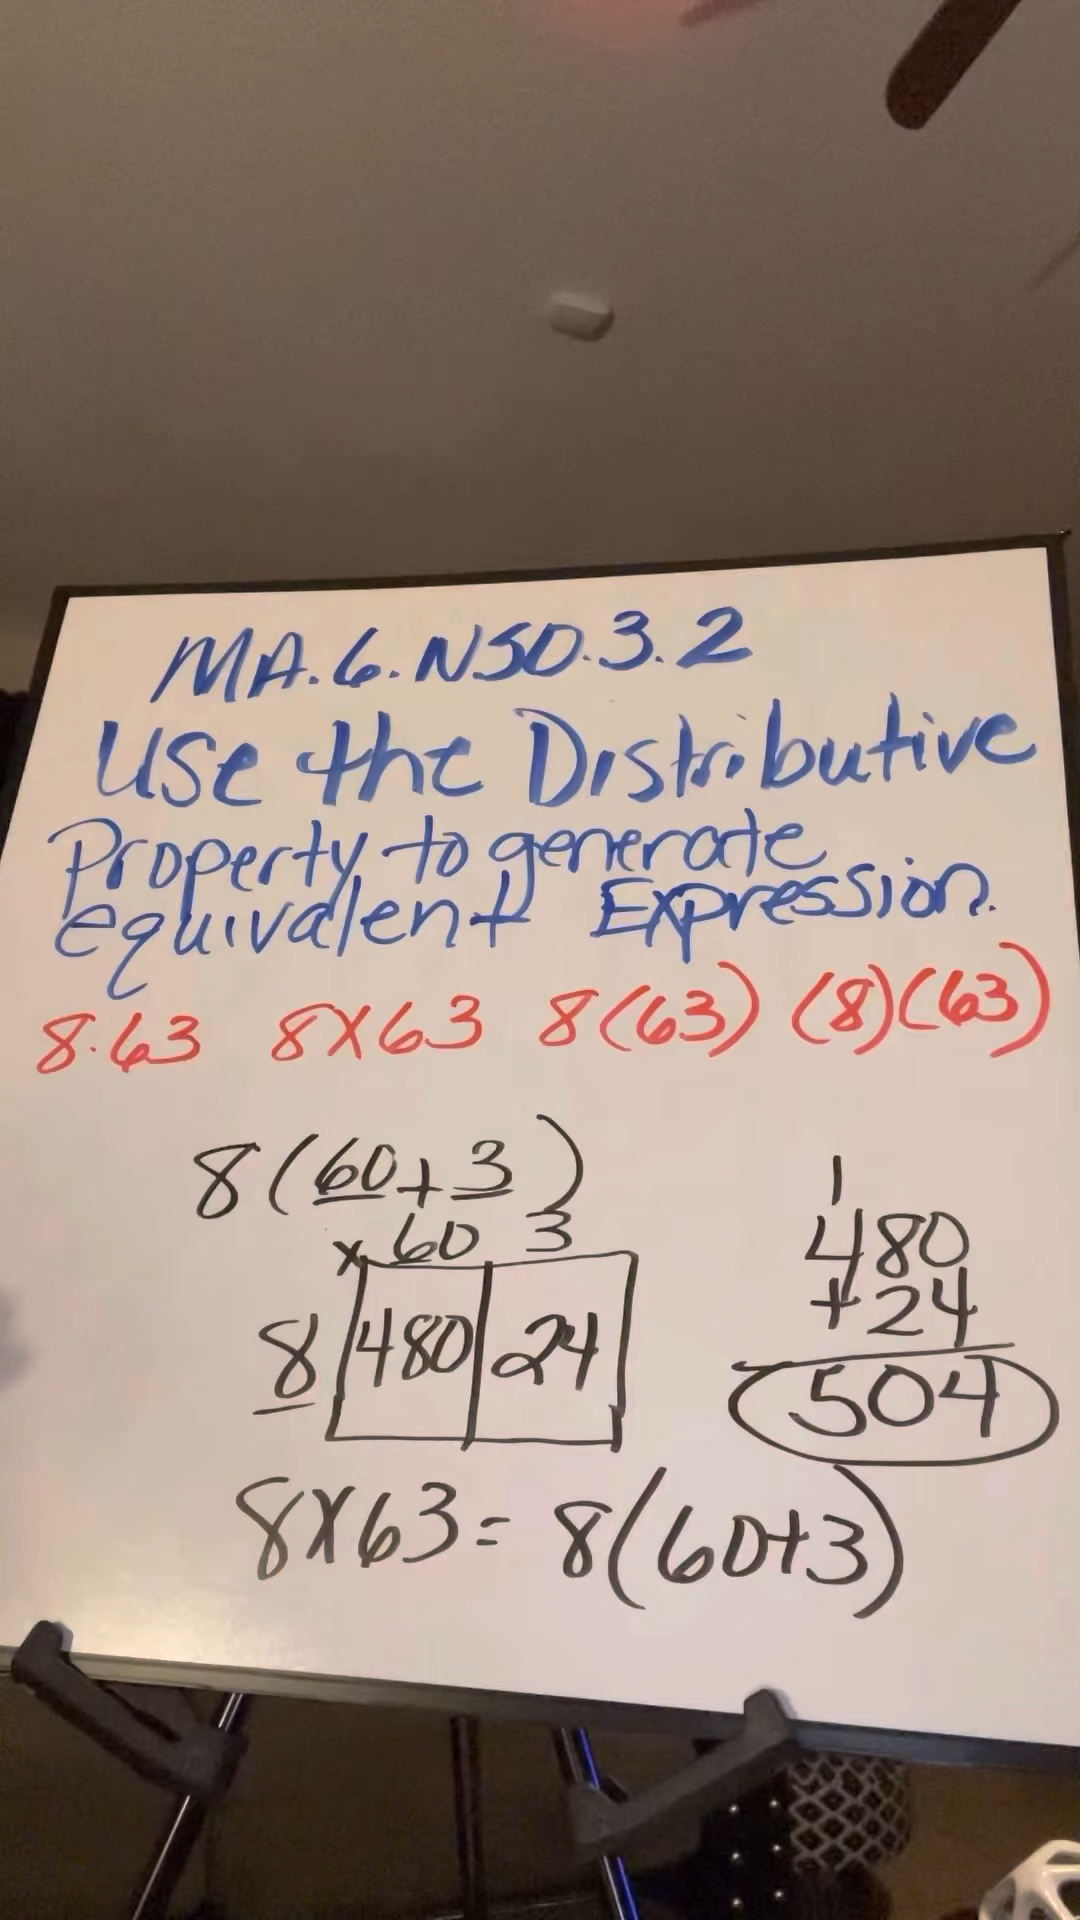 MA.6.NSO.3.2
Use the Distributive
Property to generate
equivalent Expression.
8·63 8x63 8(63) (8)(63)
8(60+3)
x 60 3
8 480 24
1
480
+24
504
8x63=8(60+3)